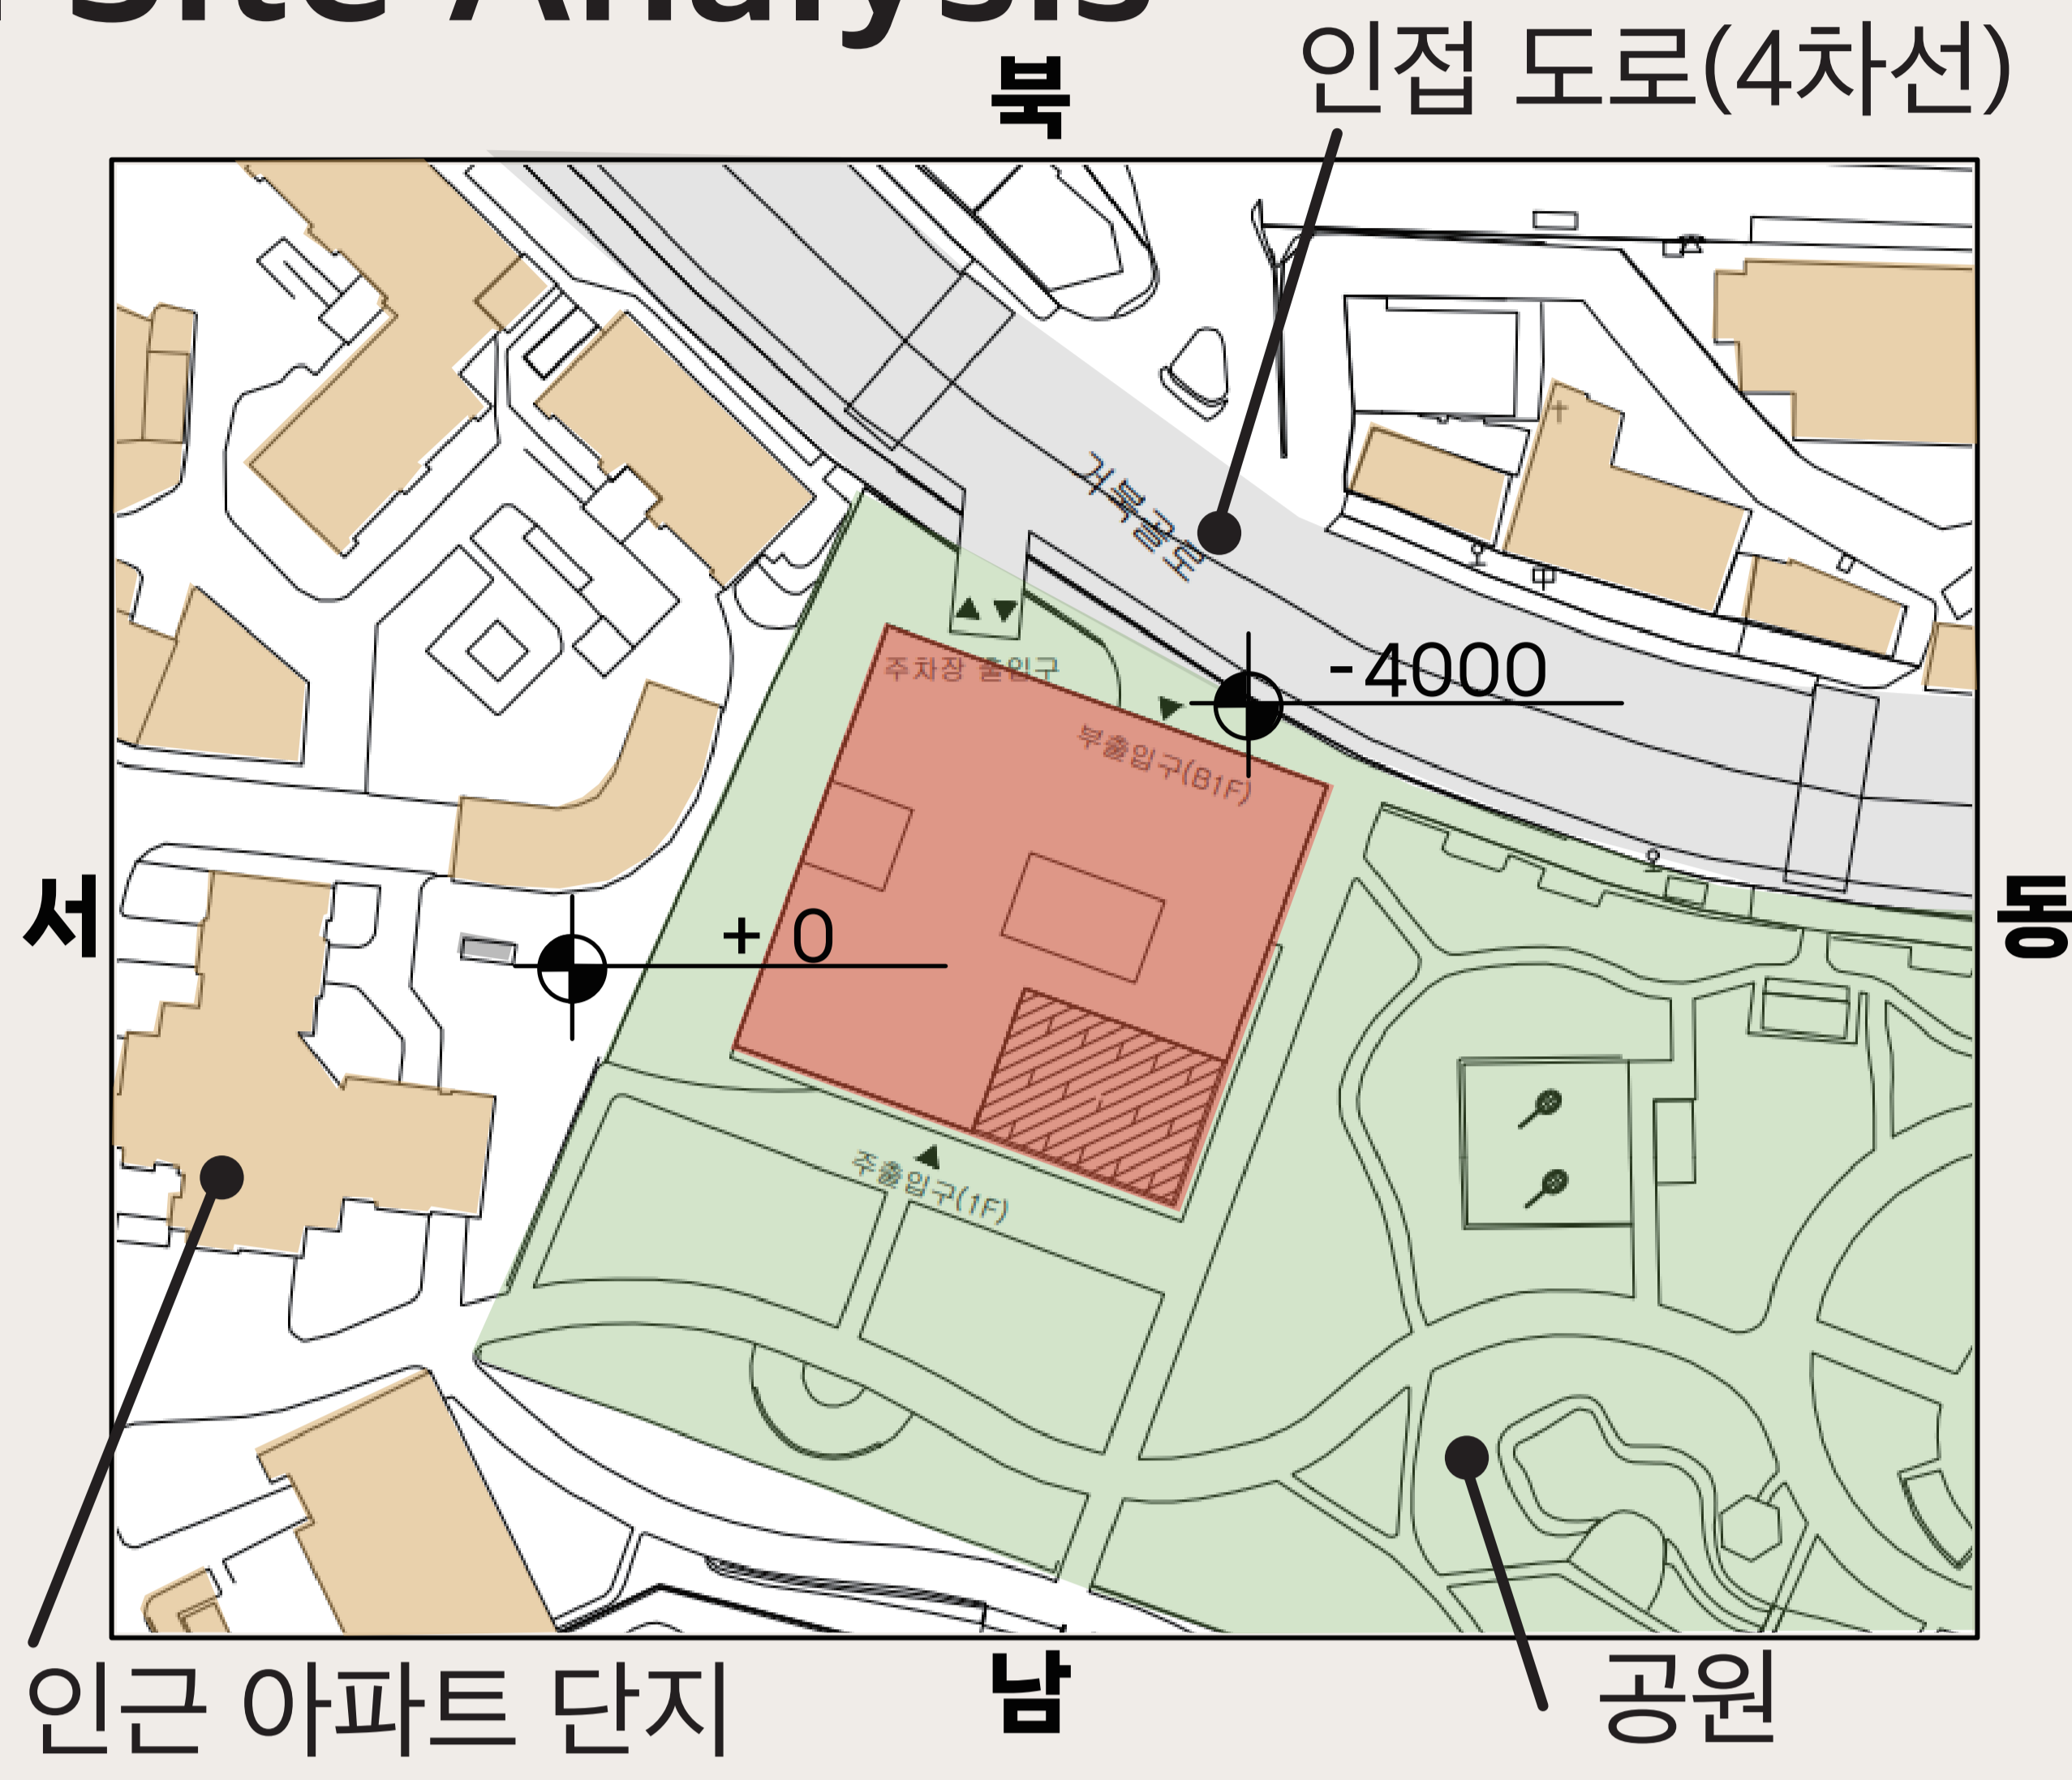 Site Analysis
인접 도로(4차선)
북
거북골로
-4000
주차장 출입구
부출입구(B1F)
서
동
+ 0
주출입구(1F)
인근 아파트 단지
남
공원